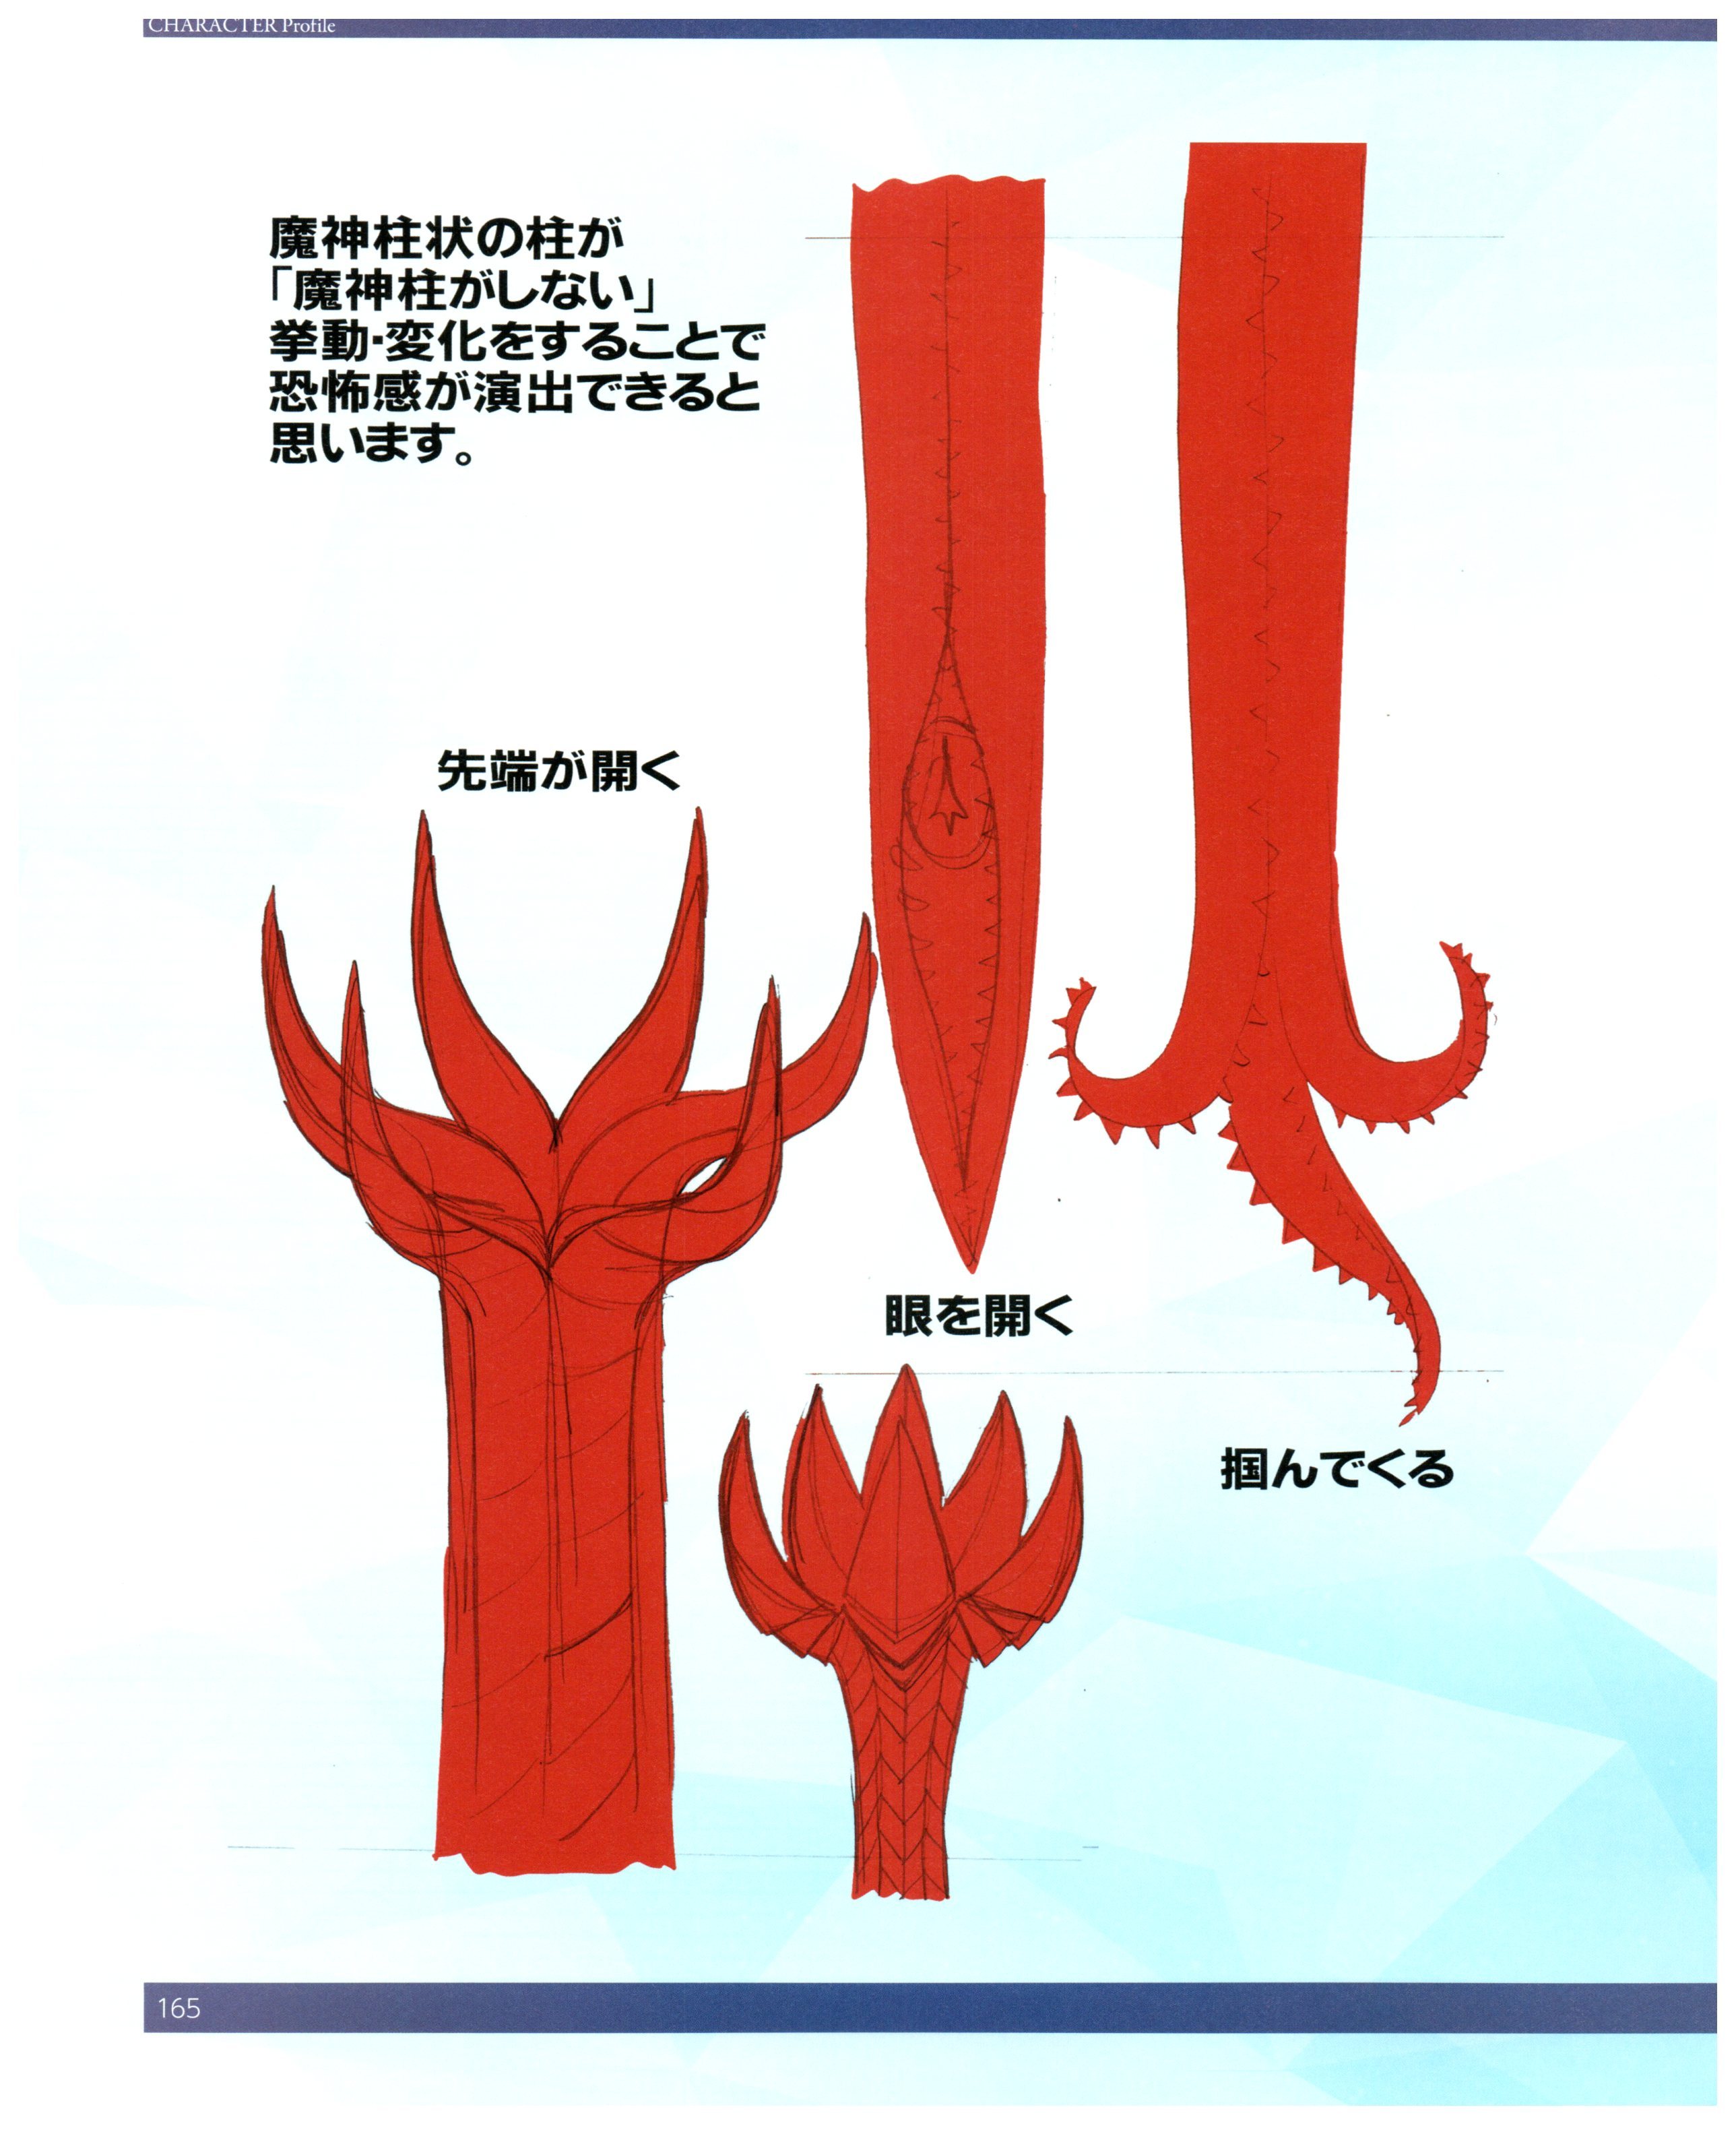 CHARACTER Profile
魔神柱状の柱が
「魔神柱がしない」
挙動・変化をすることで
恐怖感が演出できると
思います。
先端が開く
眼を開く
掴んでくる
165